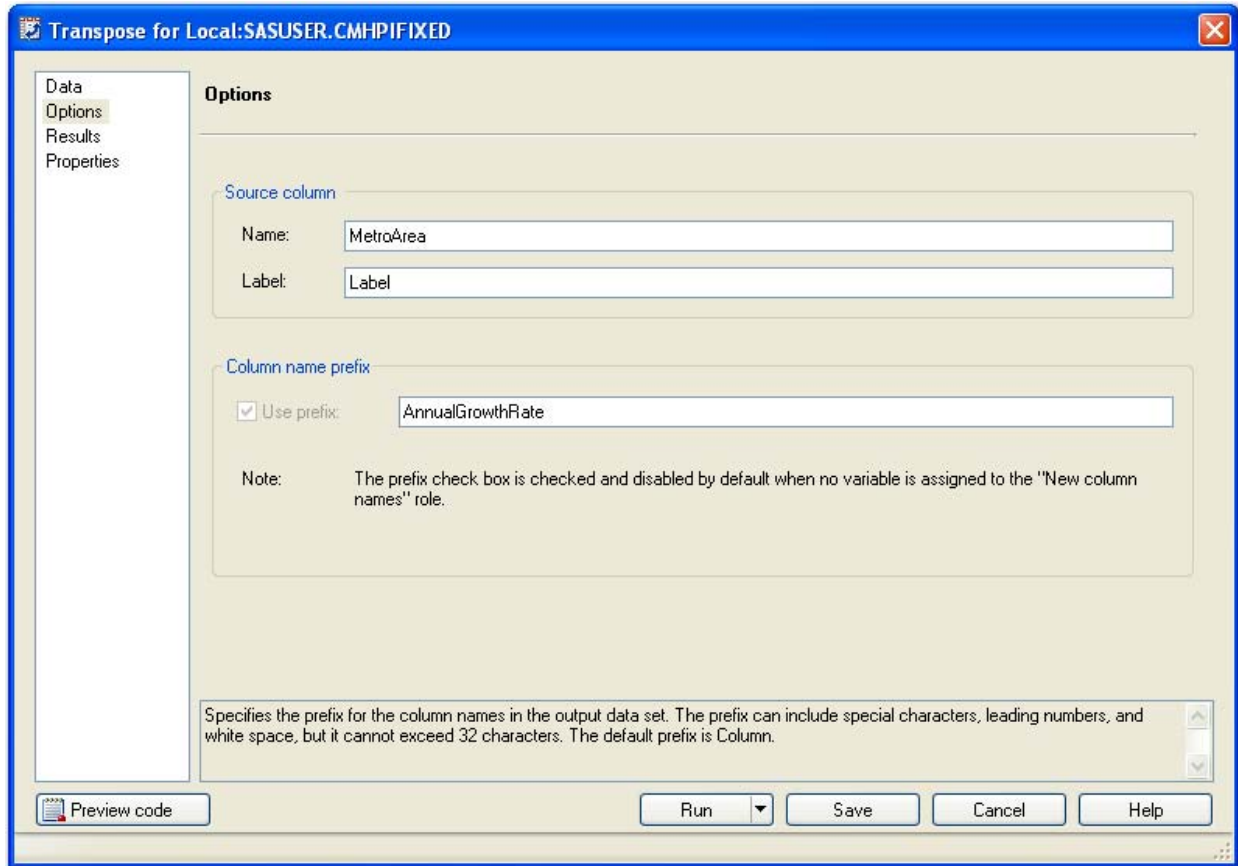 Transpose for Local:SASUSER.CMHPIFIXED
Data
Options
Results
Properties
Options
Source column
Name: MetroArea
Label: Label
Column name prefix
Use prefix: AnnualGrowthRate
Note: The prefix check box is checked and disabled by default when no variable is assigned to the "New column
names" role.
Specifies the prefix for the column names in the output data set. The prefix can include special characters, leading numbers, and
white space, but it cannot exceed 32 characters. The default prefix is Column.
Preview code Run Save Cancel Help